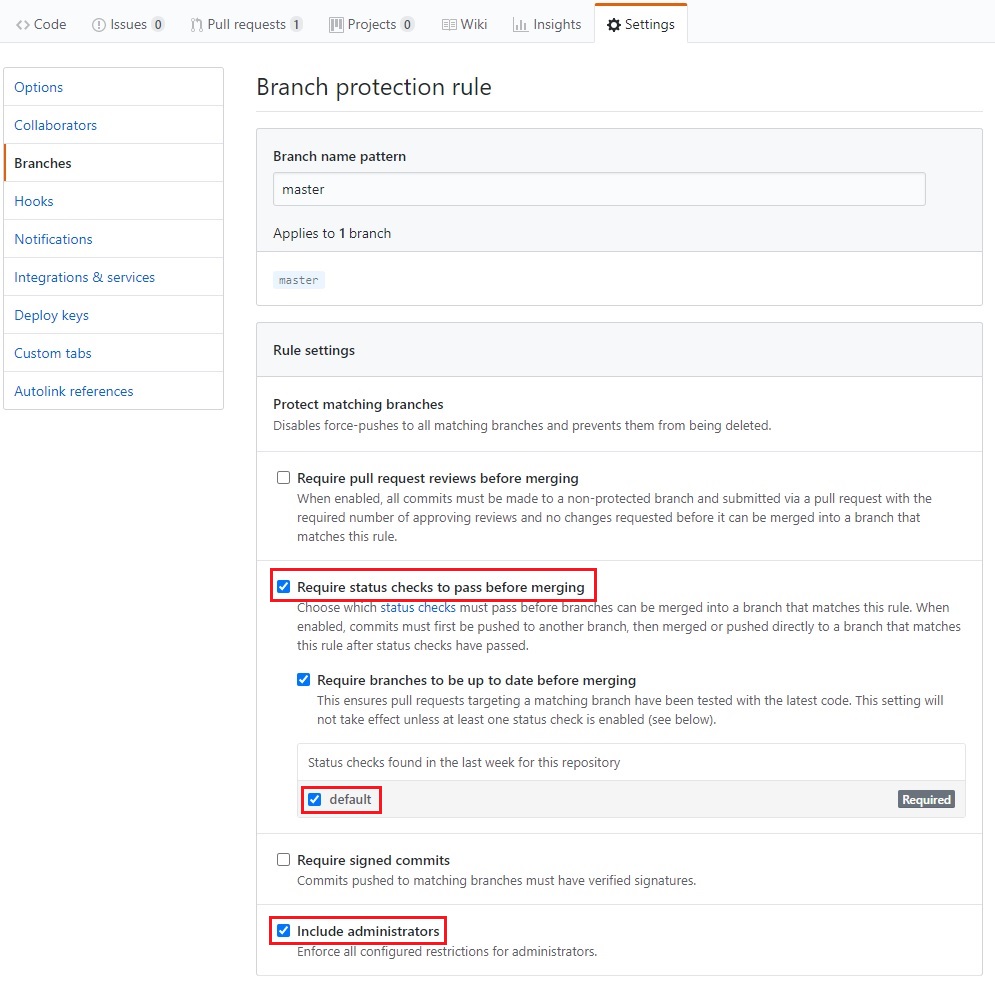 Code Issues 0 Pull requests 1 Projects 0 Wiki Insights Settings
Options
Collaborators
Branches
Hooks
Notifications
Integrations & services
Deploy keys
Custom tabs
Autolink references
Branch protection rule
Branch name pattern
master
Applies to 1 branch
master
Rule settings
Protect matching branches
Disables force-pushes to all matching branches and prevents them from being deleted.
Require pull request reviews before merging
When enabled, all commits must be made to a non-protected branch and submitted via a pull request with the
required number of approving reviews and no changes requested before it can be merged into a branch that
matches this rule.
Require status checks to pass before merging
Choose which status checks must pass before branches can be merged into a branch that matches this rule. When
enabled, commits must first be pushed to another branch, then merged or pushed directly to a branch that matches
this rule after status checks have passed.
Require branches to be up to date before merging
This ensures pull requests targeting a matching branch have been tested with the latest code. This setting will
not take effect unless at least one status check is enabled (see below).
Status checks found in the last week for this repository
default Required
Require signed commits
Commits pushed to matching branches must have verified signatures.
Include administrators
Enforce all configured restrictions for administrators.